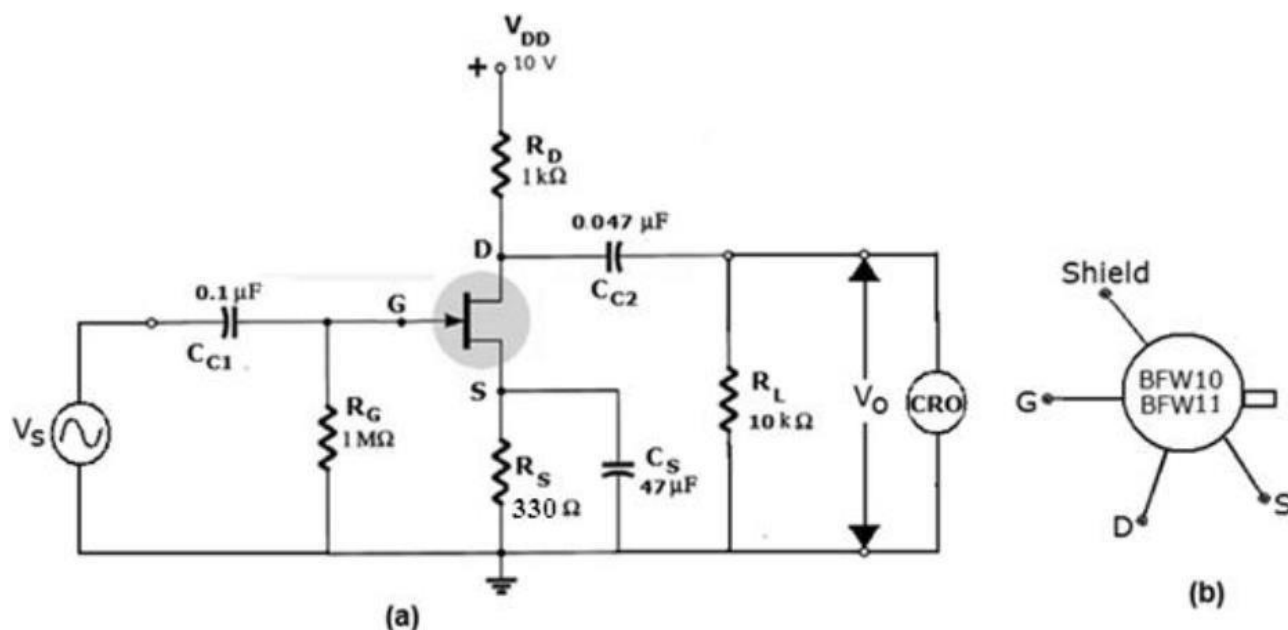 V_DD
+ 10 V
R_D
1 kΩ
0.047 μF
D
C_C2
0.1 μF
G
C_C1
S
V_S
R_G
1 MΩ
R_S
330 Ω
C_S
47 μF
R_L
10 kΩ
V_O
CRO
(a)
Shield
BFW10
BFW11
G
D
S
(b)